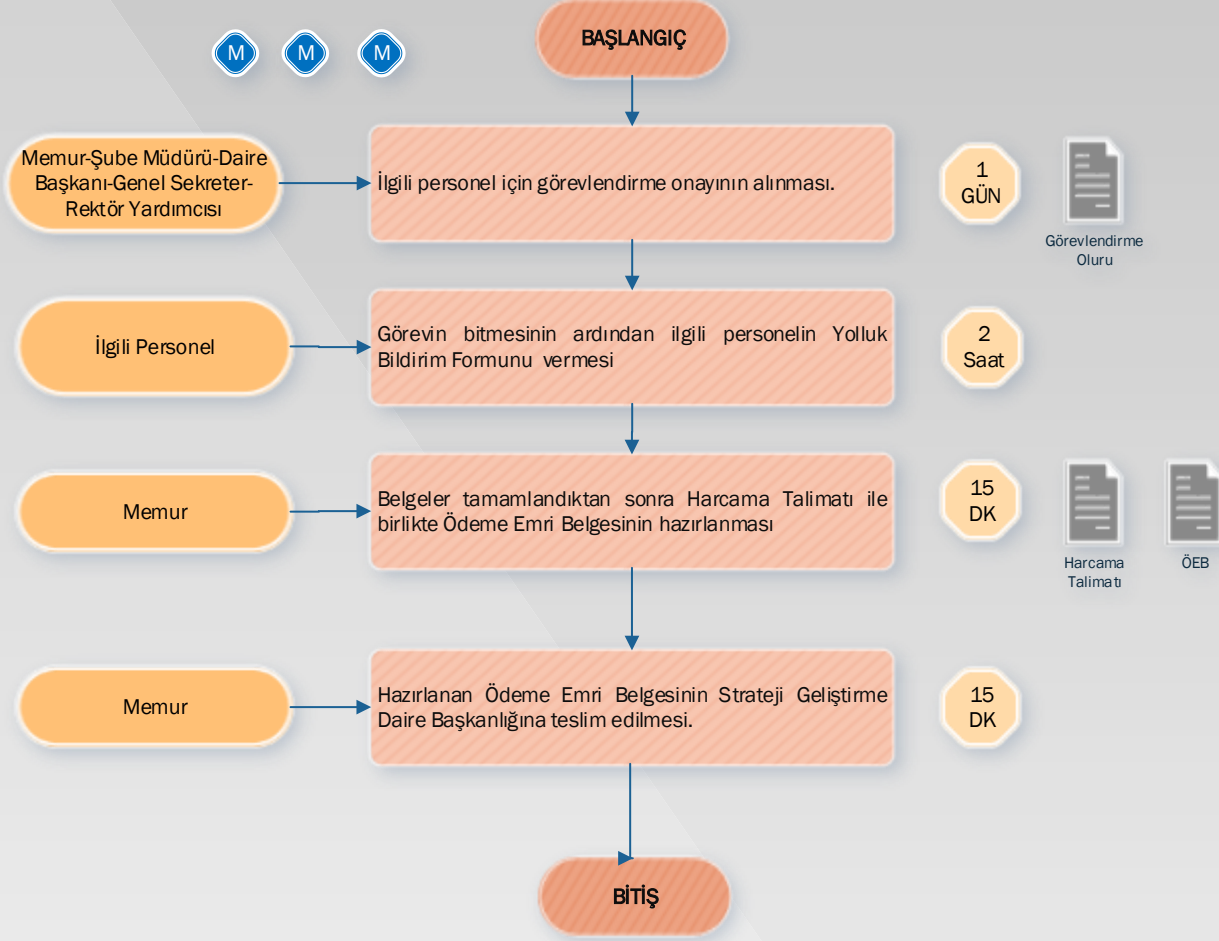 M M M
BAŞLANGIÇ
Memur-Şube Müdürü-Daire
Başkanı-Genel Sekreter-
Rektör Yardımcısı
İlgili personel için görevlendirme onayının alınması.
1
GÜN
Görevlendirme
Oluru
İlgili Personel
Görevin bitmesinin ardından ilgili personelin Yolluk
Bildirim Formunu vermesi
2
Saat
Memur
Belgeler tamamlandıktan sonra Harcama Talimatı ile
birlikte Ödeme Emri Belgesinin hazırlanması
15
DK
Harcama
Talimatı
ÖEB
Memur
Hazırlanan Ödeme Emri Belgesinin Strateji Geliştirme
Daire Başkanlığına teslim edilmesi.
15
DK
BİTİŞ